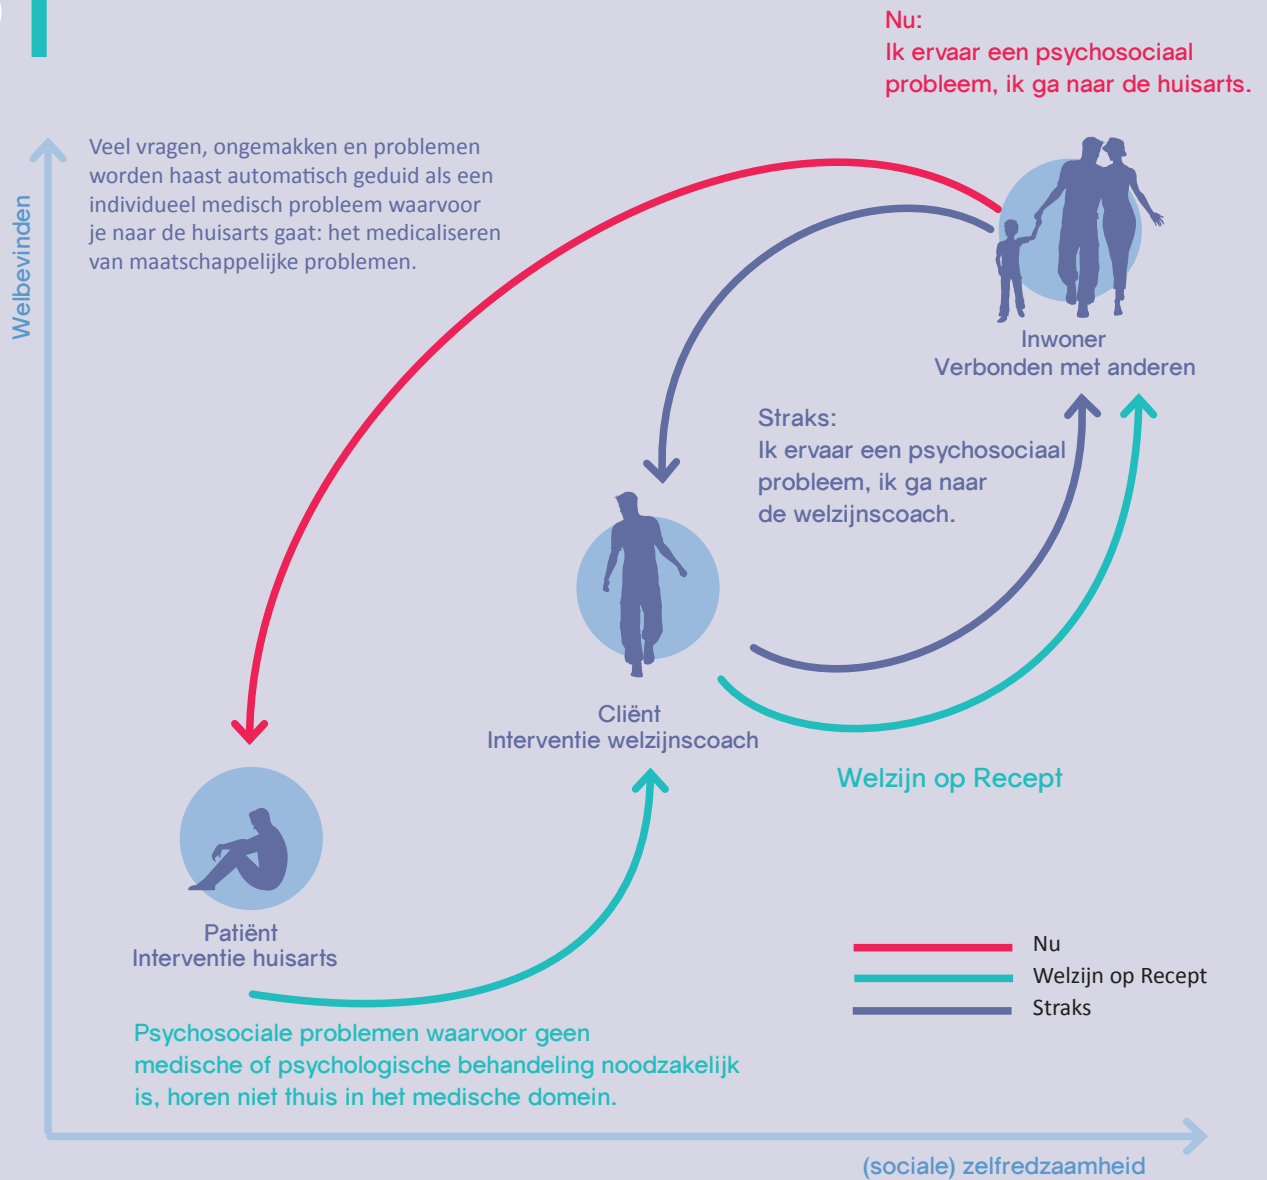 Nu:
Ik ervaar een psychosociaal
probleem, ik ga naar de huisarts.
Veel vragen, ongemakken en problemen
worden haast automatisch geduid als een
individueel medisch probleem waarvoor
je naar de huisarts gaat: het medicaliseren
van maatschappelijke problemen.
Welbevinden
Inwoner
Verbonden met anderen
Straks:
Ik ervaar een psychosociaal
probleem, ik ga naar
de welzijnscoach.
Cliënt
Interventie welzijnscoach
Welzijn op Recept
Patiënt
Interventie huisarts
Nu
Welzijn op Recept
Straks
Psychosociale problemen waarvoor geen
medische of psychologische behandeling noodzakelijk
is, horen niet thuis in het medische domein.
(sociale) zelfredzaamheid